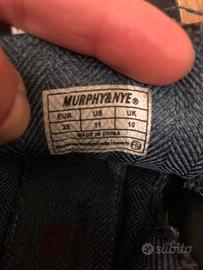 MURPHY&NYE®
EUR US UK
11 10
MADE IN CHINA
subito